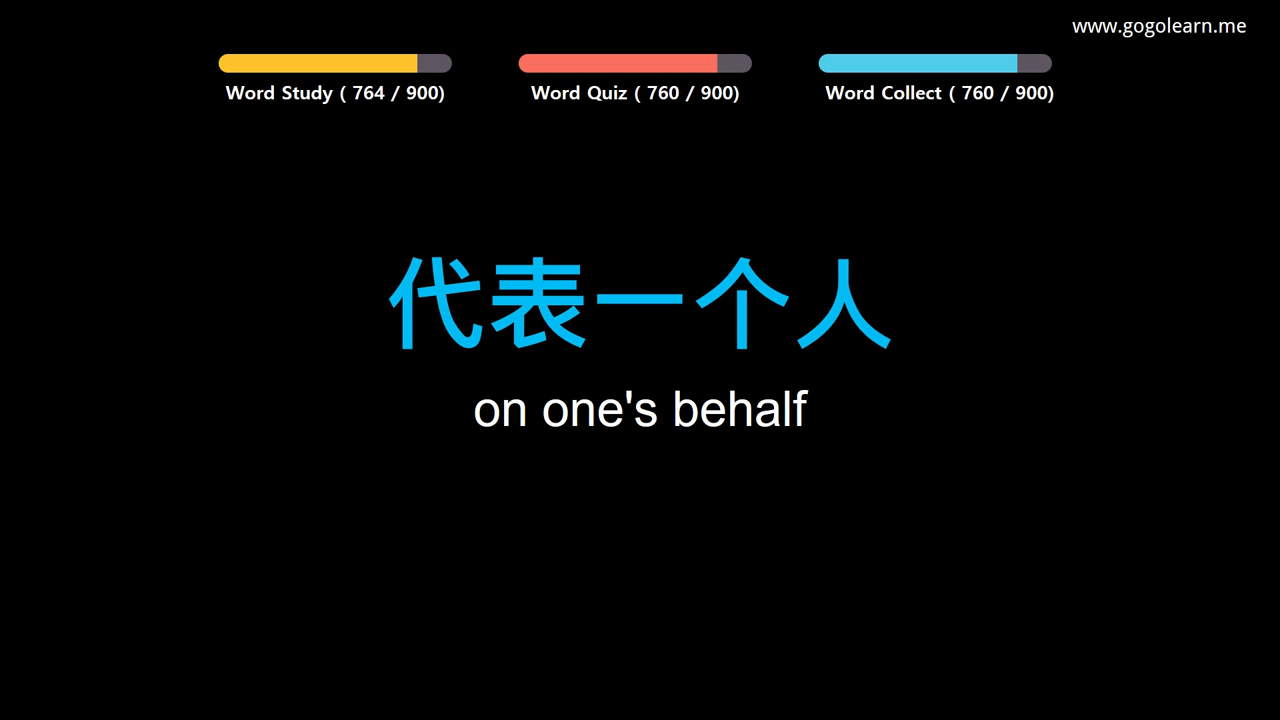 www.gogolearn.me
Word Study ( 764 / 900)
Word Quiz ( 760 / 900)
Word Collect ( 760 / 900)
代表一个人
on one's behalf